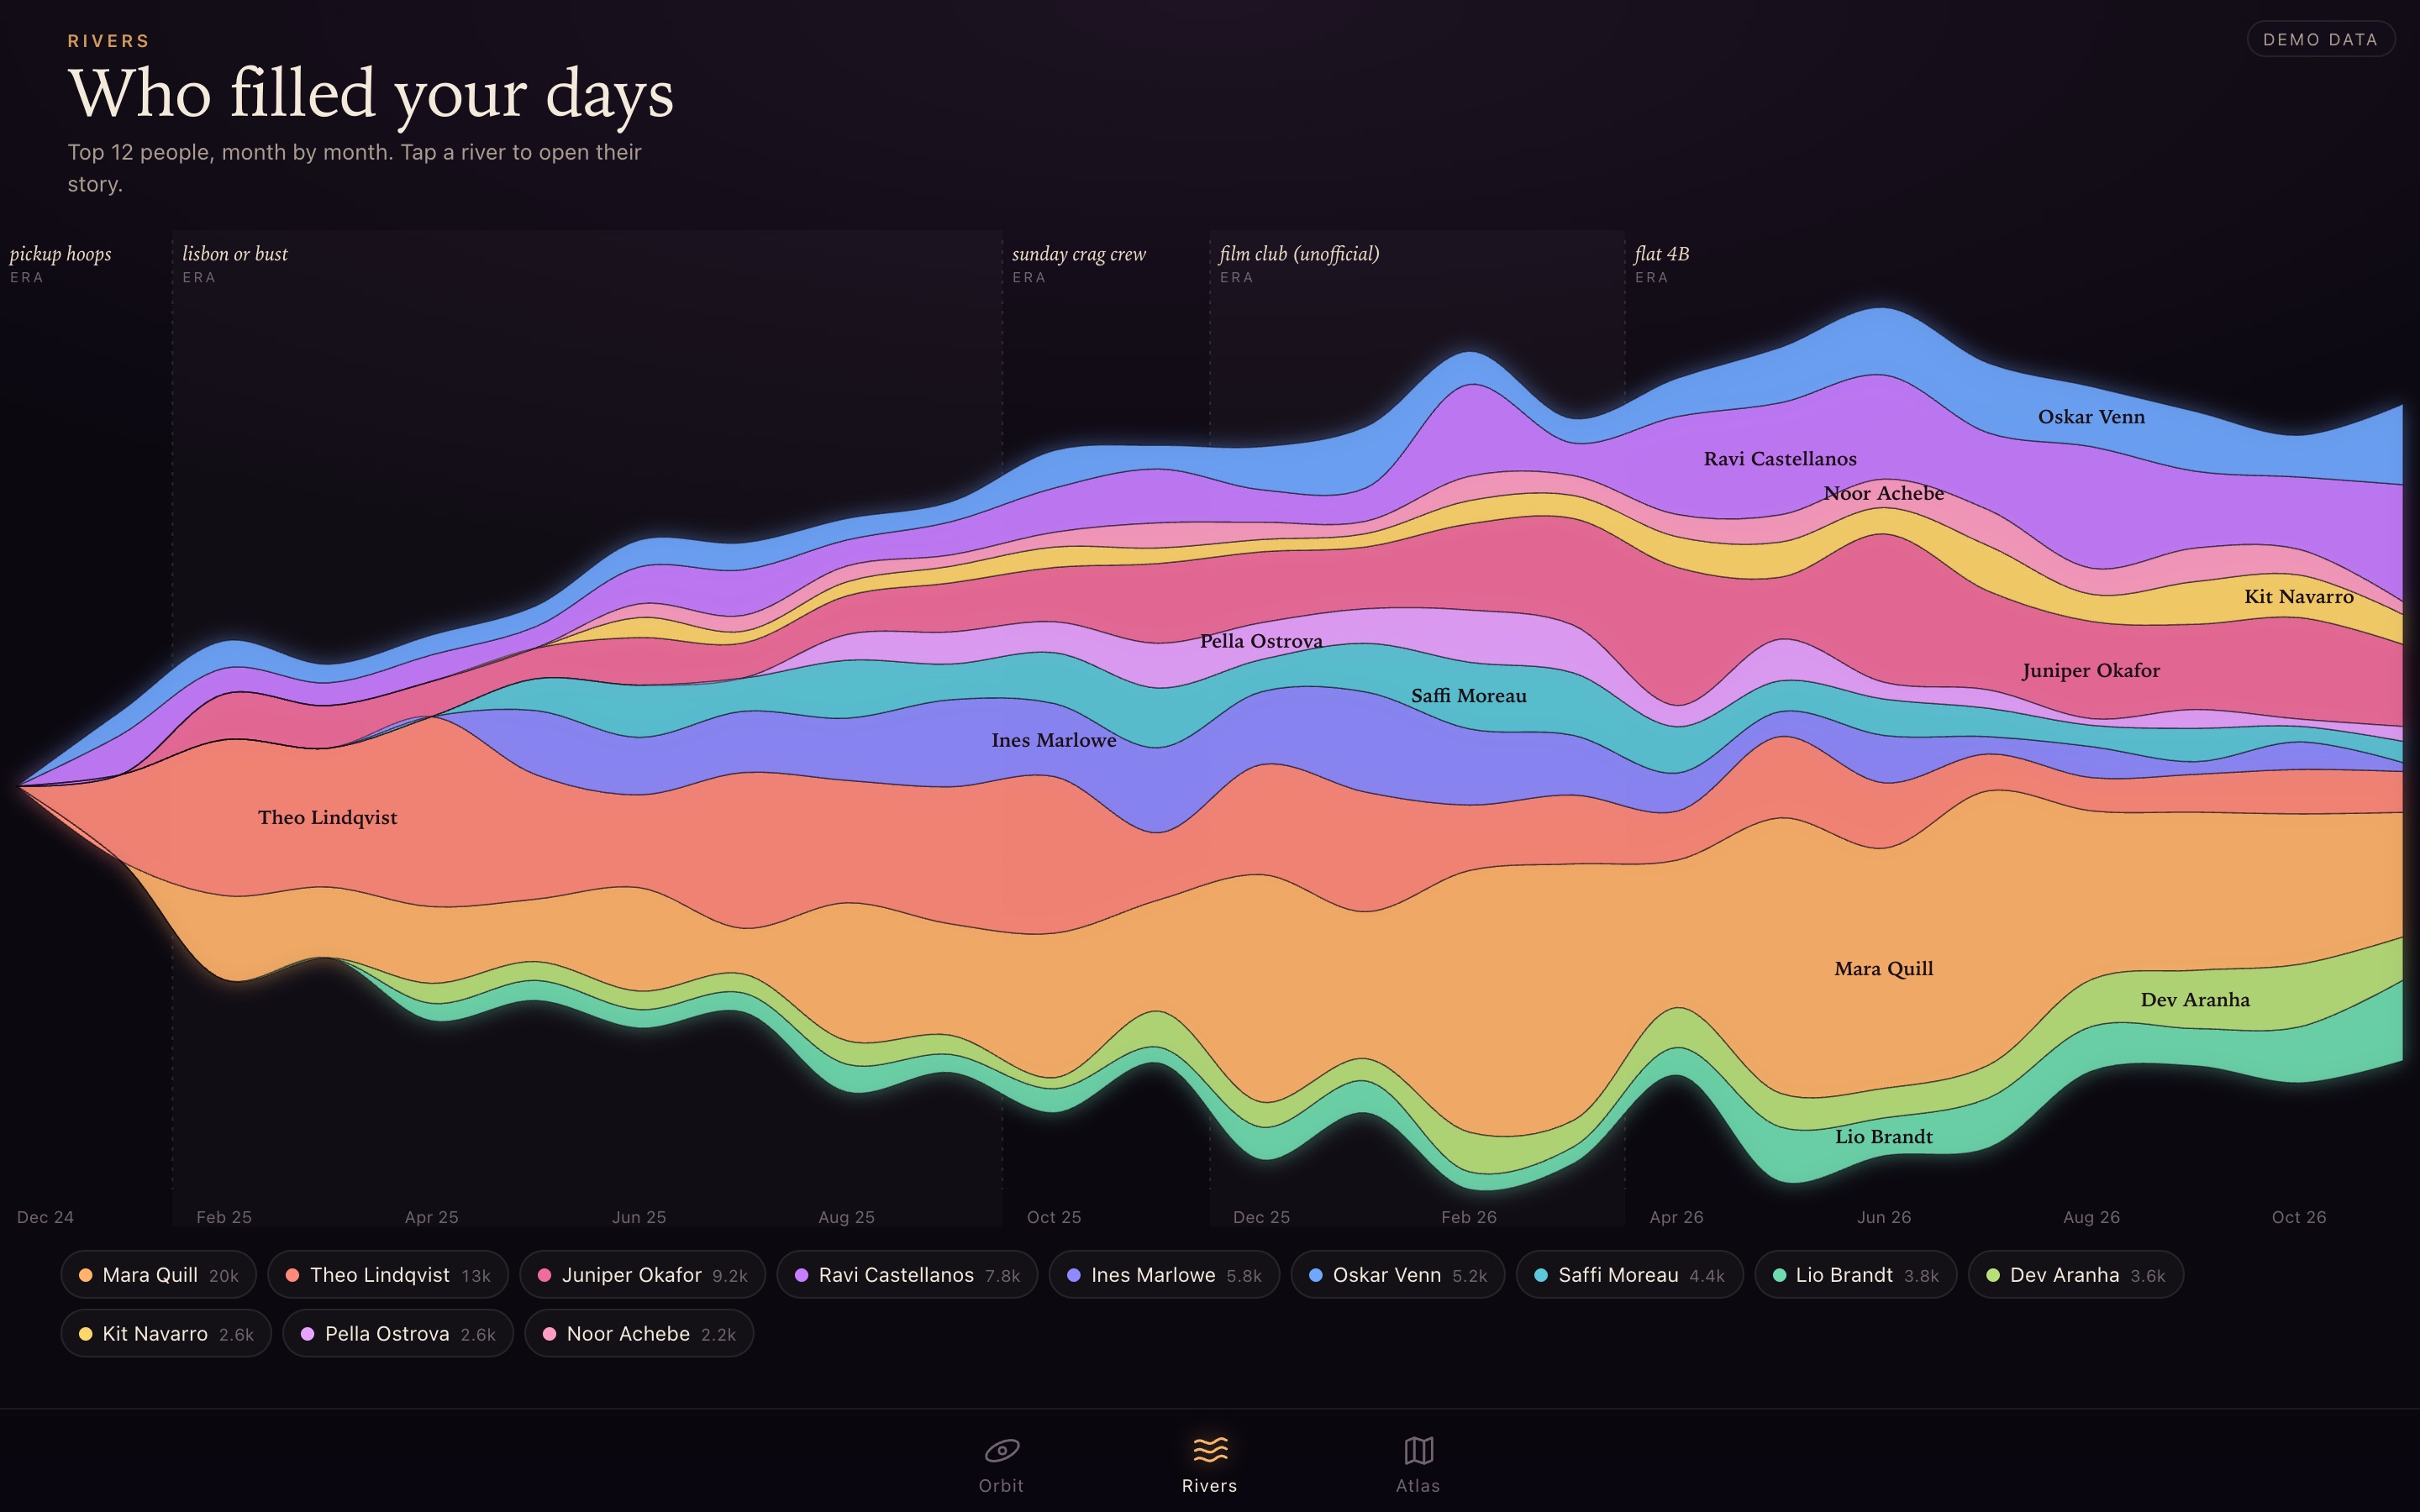 RIVERS
DEMO DATA
Who filled your days
Top 12 people, month by month. Tap a river to open their
story.
pickup hoops
ERA
lisbon or bust
ERA
sunday crag crew
ERA
film club (unofficial)
ERA
flat 4B
ERA
Oskar Venn
Ravi Castellanos
Noor Achebe
Kit Navarro
Pella Ostrova
Juniper Okafor
Saffi Moreau
Ines Marlowe
Theo Lindqvist
Mara Quill
Dev Aranha
Lio Brandt
Dec 24 Feb 25 Apr 25 Jun 25 Aug 25 Oct 25 Dec 25 Feb 26 Apr 26 Jun 26 Aug 26 Oct 26
Mara Quill 20k Theo Lindqvist 13k Juniper Okafor 9.2k Ravi Castellanos 7.8k Ines Marlowe 5.8k Oskar Venn 5.2k Saffi Moreau 4.4k Lio Brandt 3.8k Dev Aranha 3.6k
Kit Navarro 2.6k Pella Ostrova 2.6k Noor Achebe 2.2k
Orbit Rivers Atlas